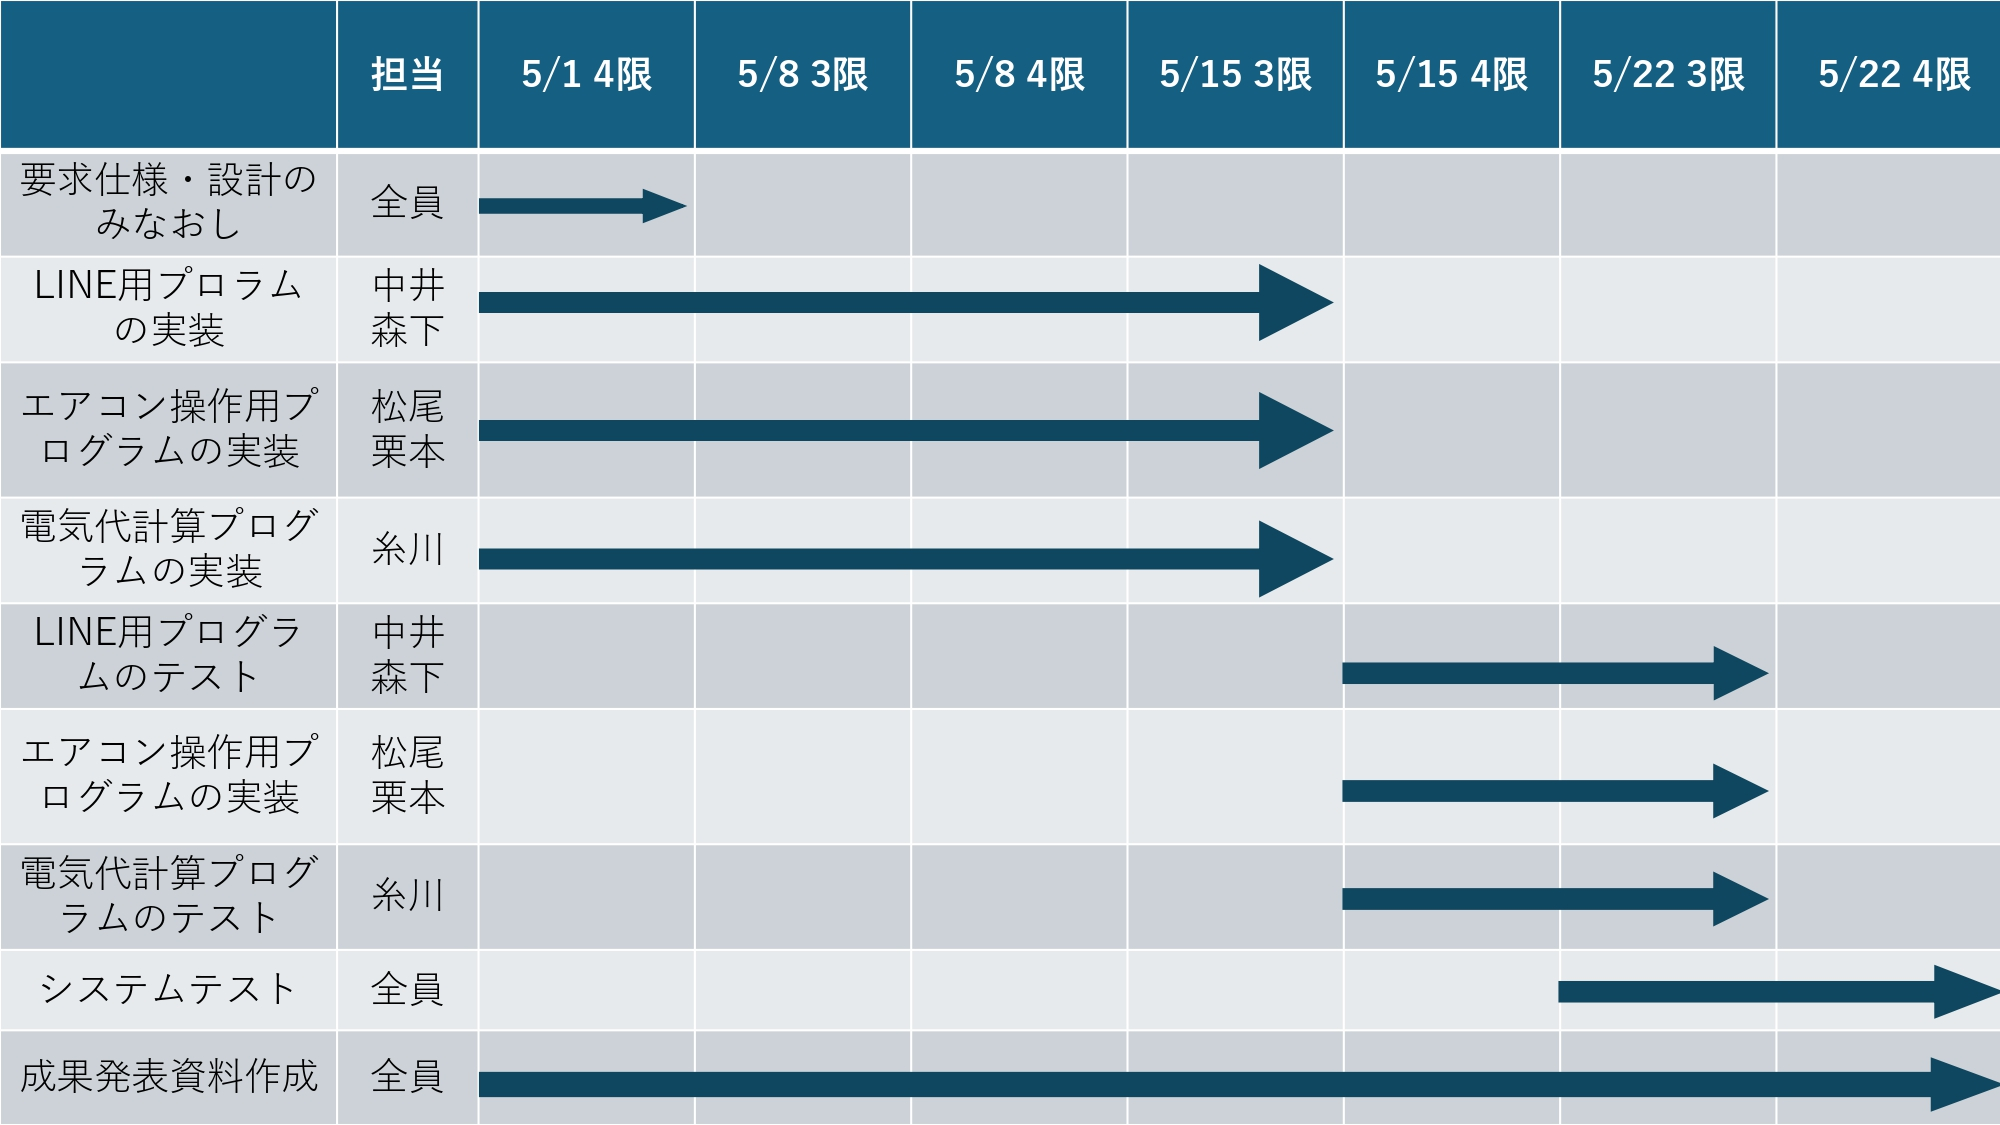 担当
5/1 4限
5/8 3限
5/8 4限
5/15 3限
5/15 4限
5/22 3限
5/22 4限
要求仕様・設計の
みなおし
全員
LINE用プロラム
の実装
中井
森下
エアコン操作用プ
ログラムの実装
松尾
栗本
電気代計算プログ
ラムの実装
糸川
LINE用プログラ
ムのテスト
中井
森下
エアコン操作用プ
ログラムの実装
松尾
栗本
電気代計算プログ
ラムのテスト
糸川
システムテスト
全員
成果発表資料作成
全員